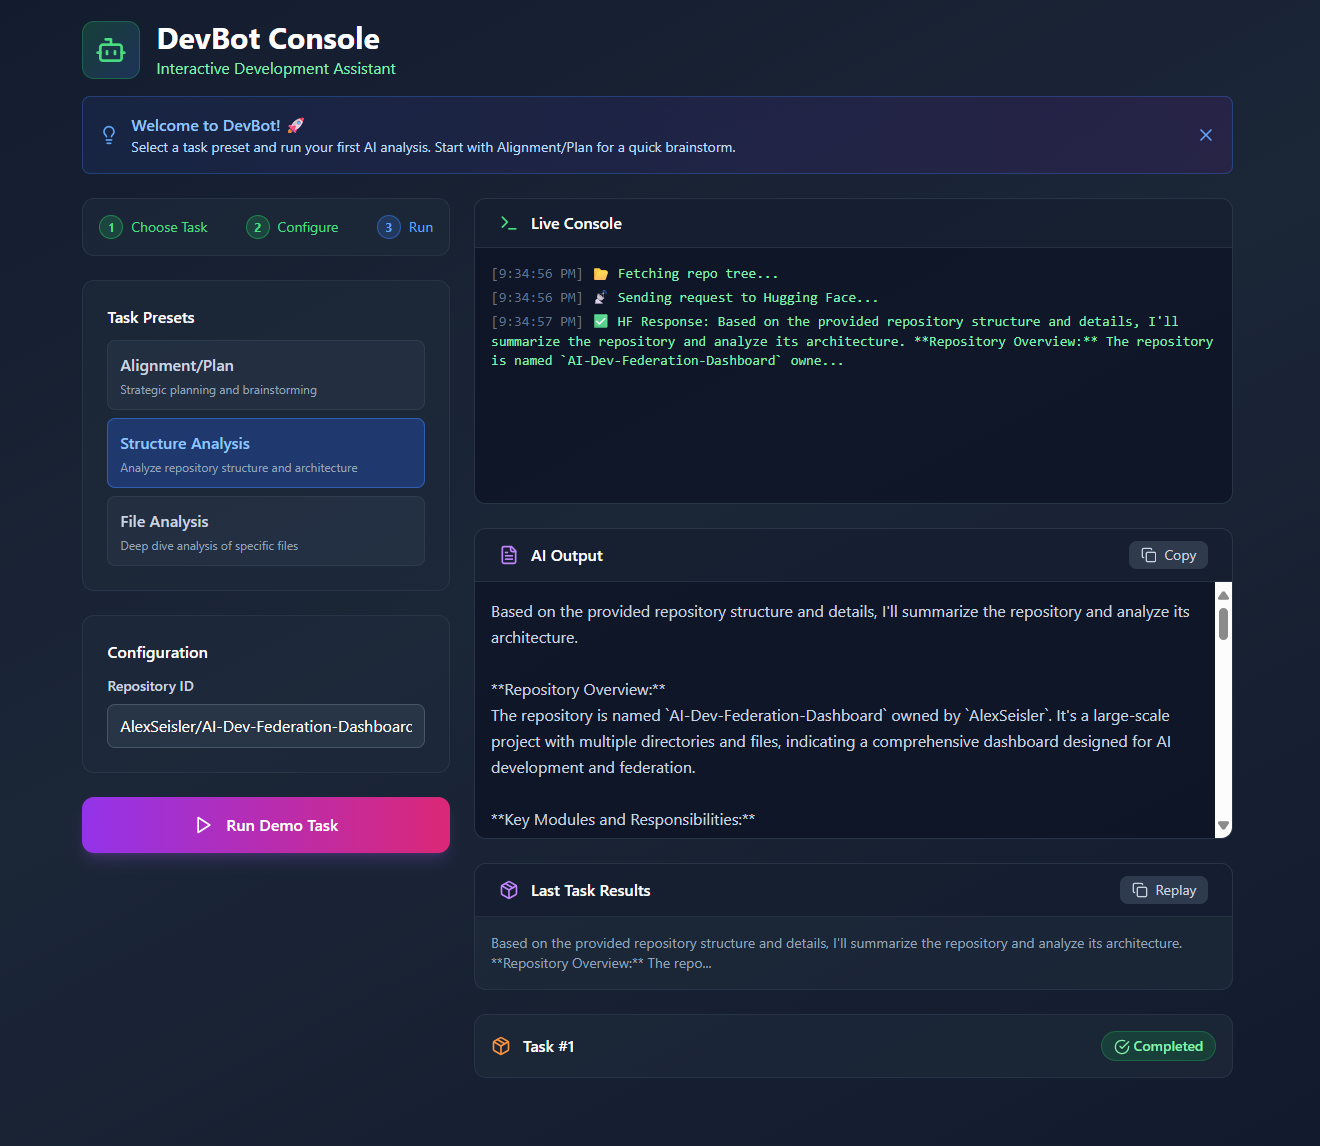 DevBot Console
Interactive Development Assistant
Welcome to DevBot! 🚀
Select a task preset and run your first AI analysis. Start with Alignment/Plan for a quick brainstorm.
1 Choose Task 2 Configure 3 Run
Task Presets
Alignment/Plan
Strategic planning and brainstorming
Structure Analysis
Analyze repository structure and architecture
File Analysis
Deep dive analysis of specific files
Configuration
Repository ID
AlexSeisler/AI-Dev-Federation-Dashboard
Run Demo Task
Live Console
[9:34:56 PM] 📂 Fetching repo tree...
[9:34:56 PM] 📡 Sending request to Hugging Face...
[9:34:57 PM] ✅ HF Response: Based on the provided repository structure and details, I'll
summarize the repository and analyze its architecture. **Repository Overview:** The repository
is named `AI-Dev-Federation-Dashboard` owne...
AI Output
Copy
Based on the provided repository structure and details, I'll summarize the repository and analyze its
architecture.
**Repository Overview:**
The repository is named `AI-Dev-Federation-Dashboard` owned by `AlexSeisler`. It's a large-scale
project with multiple directories and files, indicating a comprehensive dashboard designed for AI
development and federation.
**Key Modules and Responsibilities:**
Last Task Results
Replay
Based on the provided repository structure and details, I'll summarize the repository and analyze its architecture.
**Repository Overview:** The repo...
Task #1
Completed